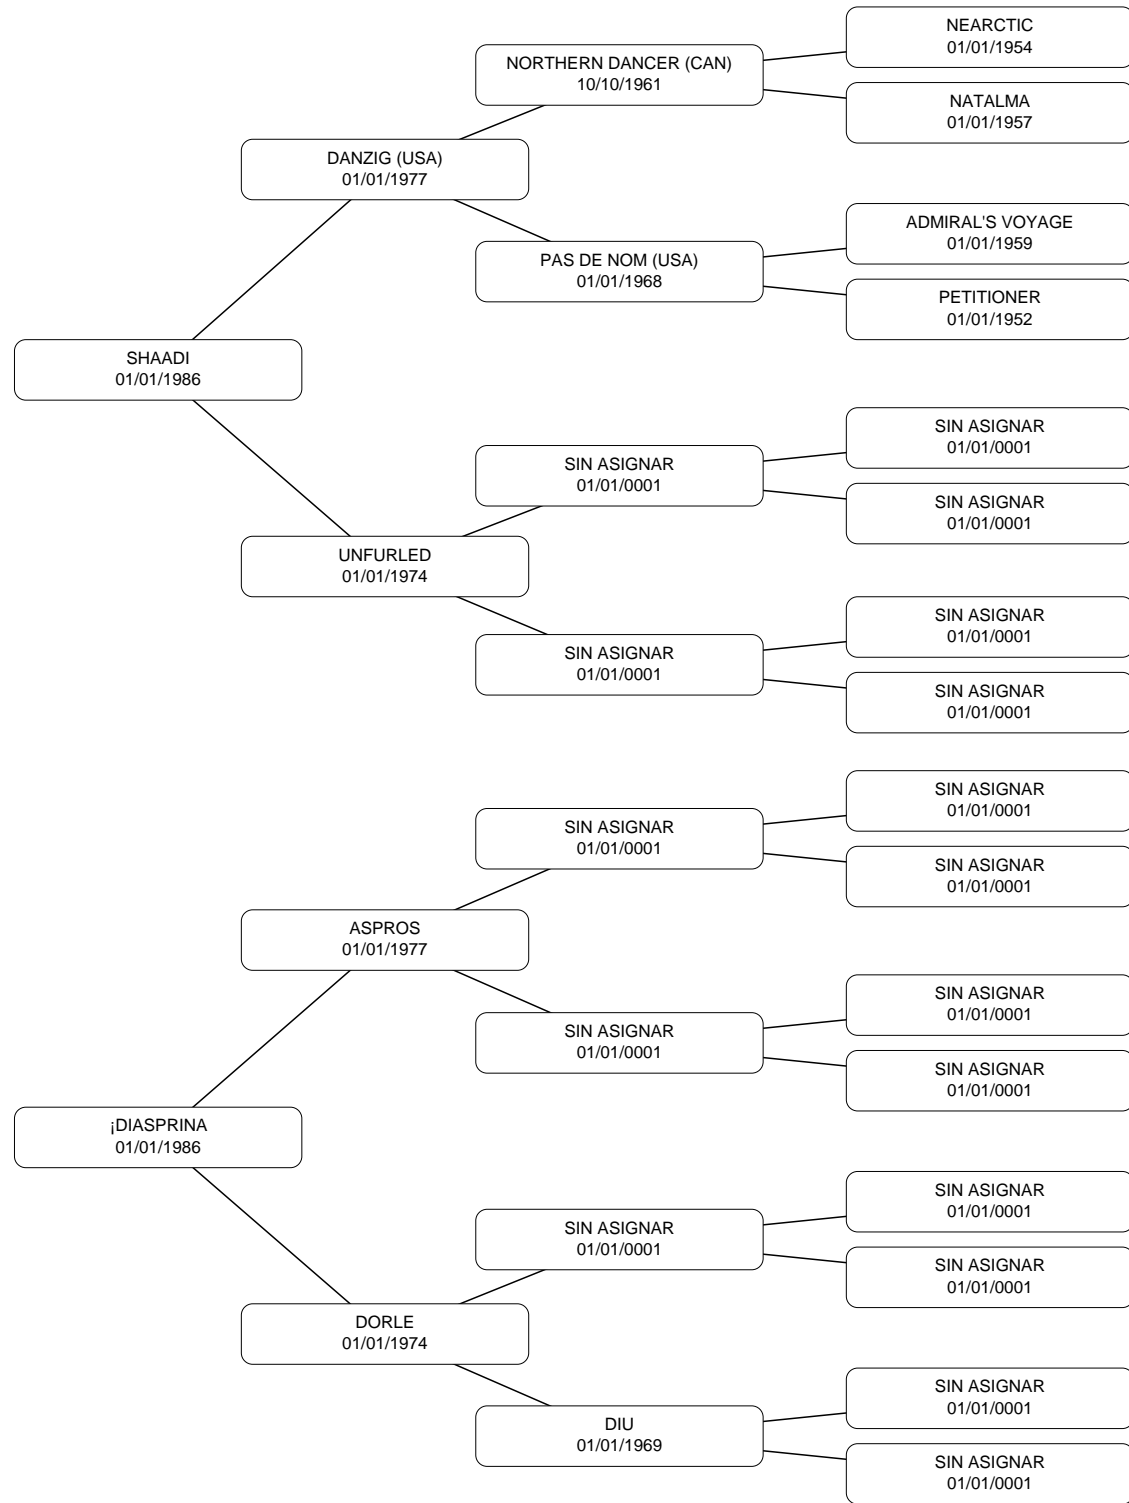 NEARCTIC
01/01/1954
NORTHERN DANCER (CAN)
10/10/1961
NATALMA
01/01/1957
DANZIG (USA)
01/01/1977
ADMIRAL'S VOYAGE
01/01/1959
PAS DE NOM (USA)
01/01/1968
PETITIONER
01/01/1952
SHAADI
01/01/1986
SIN ASIGNAR
01/01/0001
SIN ASIGNAR
01/01/0001
SIN ASIGNAR
01/01/0001
UNFURLED
01/01/1974
SIN ASIGNAR
01/01/0001
SIN ASIGNAR
01/01/0001
SIN ASIGNAR
01/01/0001
SIN ASIGNAR
01/01/0001
SIN ASIGNAR
01/01/0001
SIN ASIGNAR
01/01/0001
ASPROS
01/01/1977
SIN ASIGNAR
01/01/0001
SIN ASIGNAR
01/01/0001
SIN ASIGNAR
01/01/0001
¡DIASPRINA
01/01/1986
SIN ASIGNAR
01/01/0001
SIN ASIGNAR
01/01/0001
SIN ASIGNAR
01/01/0001
DORLE
01/01/1974
SIN ASIGNAR
01/01/0001
DIU
01/01/1969
SIN ASIGNAR
01/01/0001